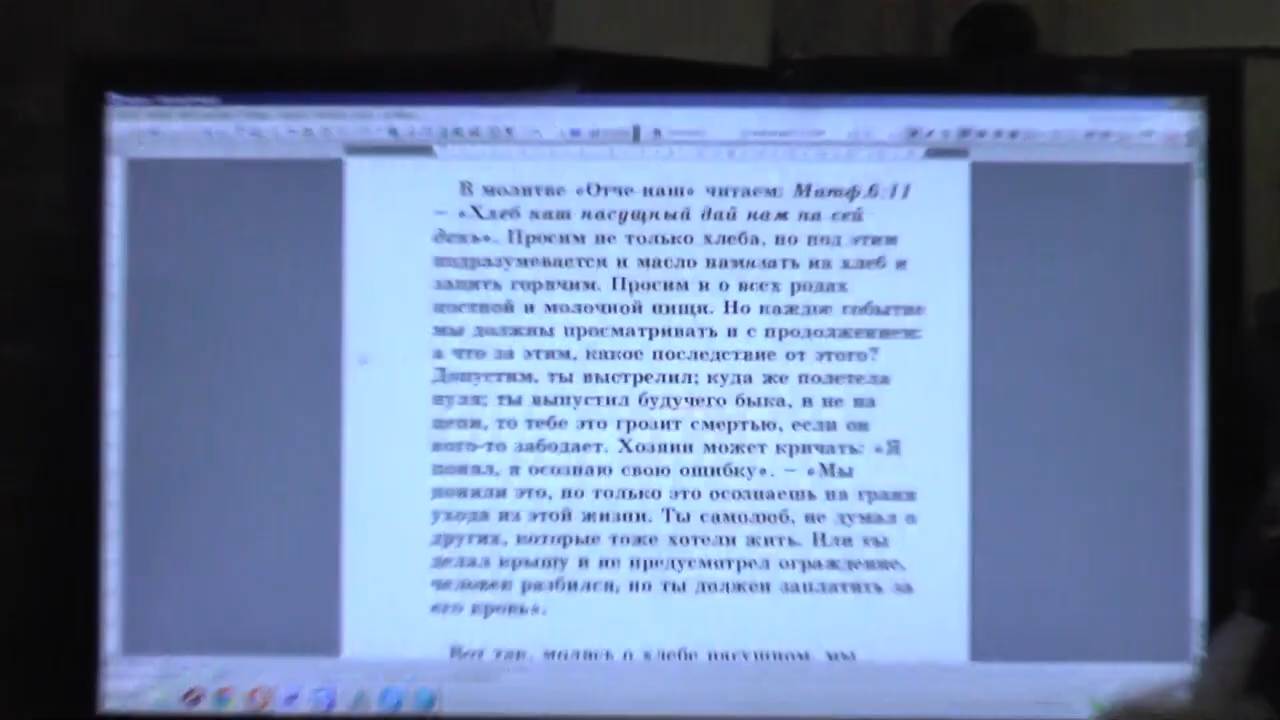 В молитве «Отче наш» читаем: Матф.6:11
– «Хлеб наш насущный дай нам на сей
день». Просим не только хлеба, но под этим
подразумевается и масло намазать на хлеб и
запить горячим. Просим и о всех родах
постной и молочной пищи. Но каждое событие
мы должны просматривать и с продолжением:
а что за этим, какое последствие от этого?
Допустим, ты выстрелил; куда же полетела
пуля; ты выпустил бодучего быка, и не на
цепи, то тебе это грозит смертью, если он
кого-то забодает. Хозяин может кричать: «Я
понял, я осознаю свою ошибку». – «Мы
поняли это, но только это осознаешь на грани
ухода из этой жизни. Ты самолюб, не думал о
других, которые тоже хотели жить. Или ты
делал крышу и не предусмотрел ограждение,
человек разбился, но ты должен заплатить за
его кровь».
Вот так, молясь о хлебе насущном, мы